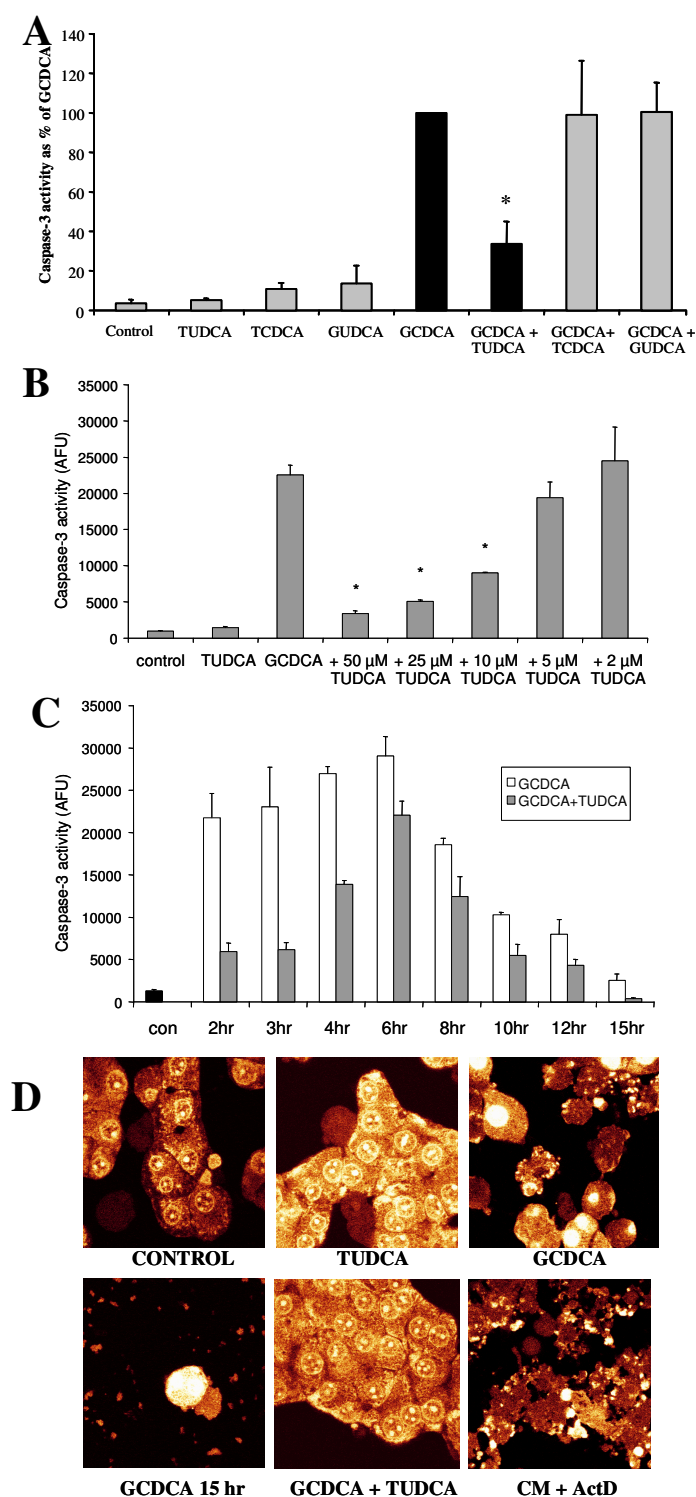 A
Caspase-3 activity as % of GCDCA
140
120
100
80
60
40
20
0
*
Control TUDCA TCDCA GUDCA GCDCA GCDCA + TUDCA GCDCA+ TCDCA GCDCA + GUDCA
B
Caspase-3 activity (AFU)
35000
30000
25000
20000
15000
10000
5000
0
* * *
control TUDCA GCDCA + 50 µM TUDCA + 25 µM TUDCA + 10 µM TUDCA + 5 µM TUDCA + 2 µM TUDCA
C
Caspase-3 activity (AFU)
35000
30000
25000
20000
15000
10000
5000
0
GCDCA
GCDCA+TUDCA
con 2hr 3hr 4hr 6hr 8hr 10hr 12hr 15hr
D
CONTROL TUDCA GCDCA
GCDCA 15 hr GCDCA + TUDCA CM + ActD